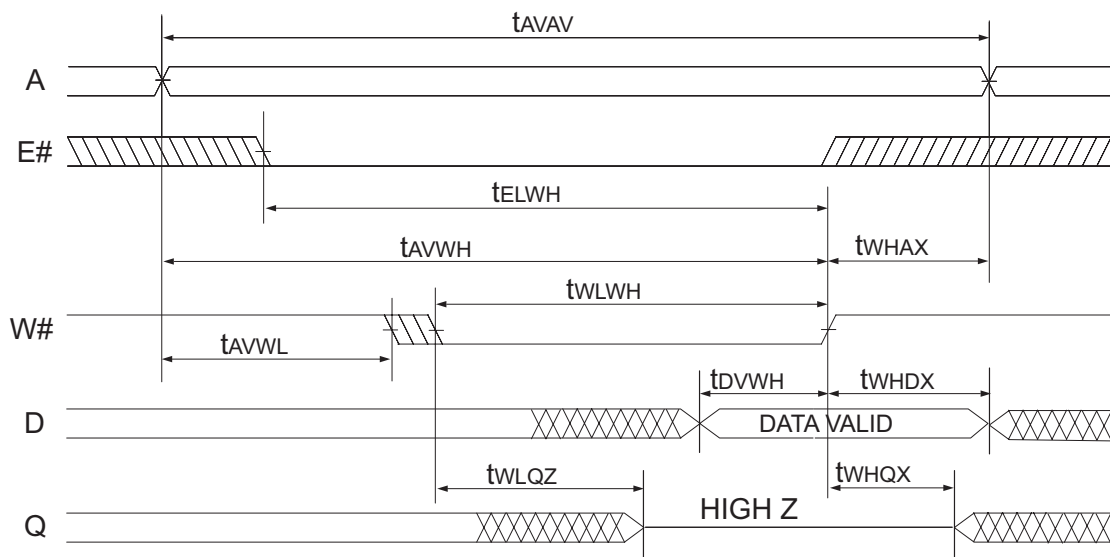 tAVAV
A
E#
tELWH
tAVWH
tWHAX
tWLWH
W#
tAVWL
tDVWH
tWHDX
D
DATA VALID
tWLQZ
tWHQX
HIGH Z
Q